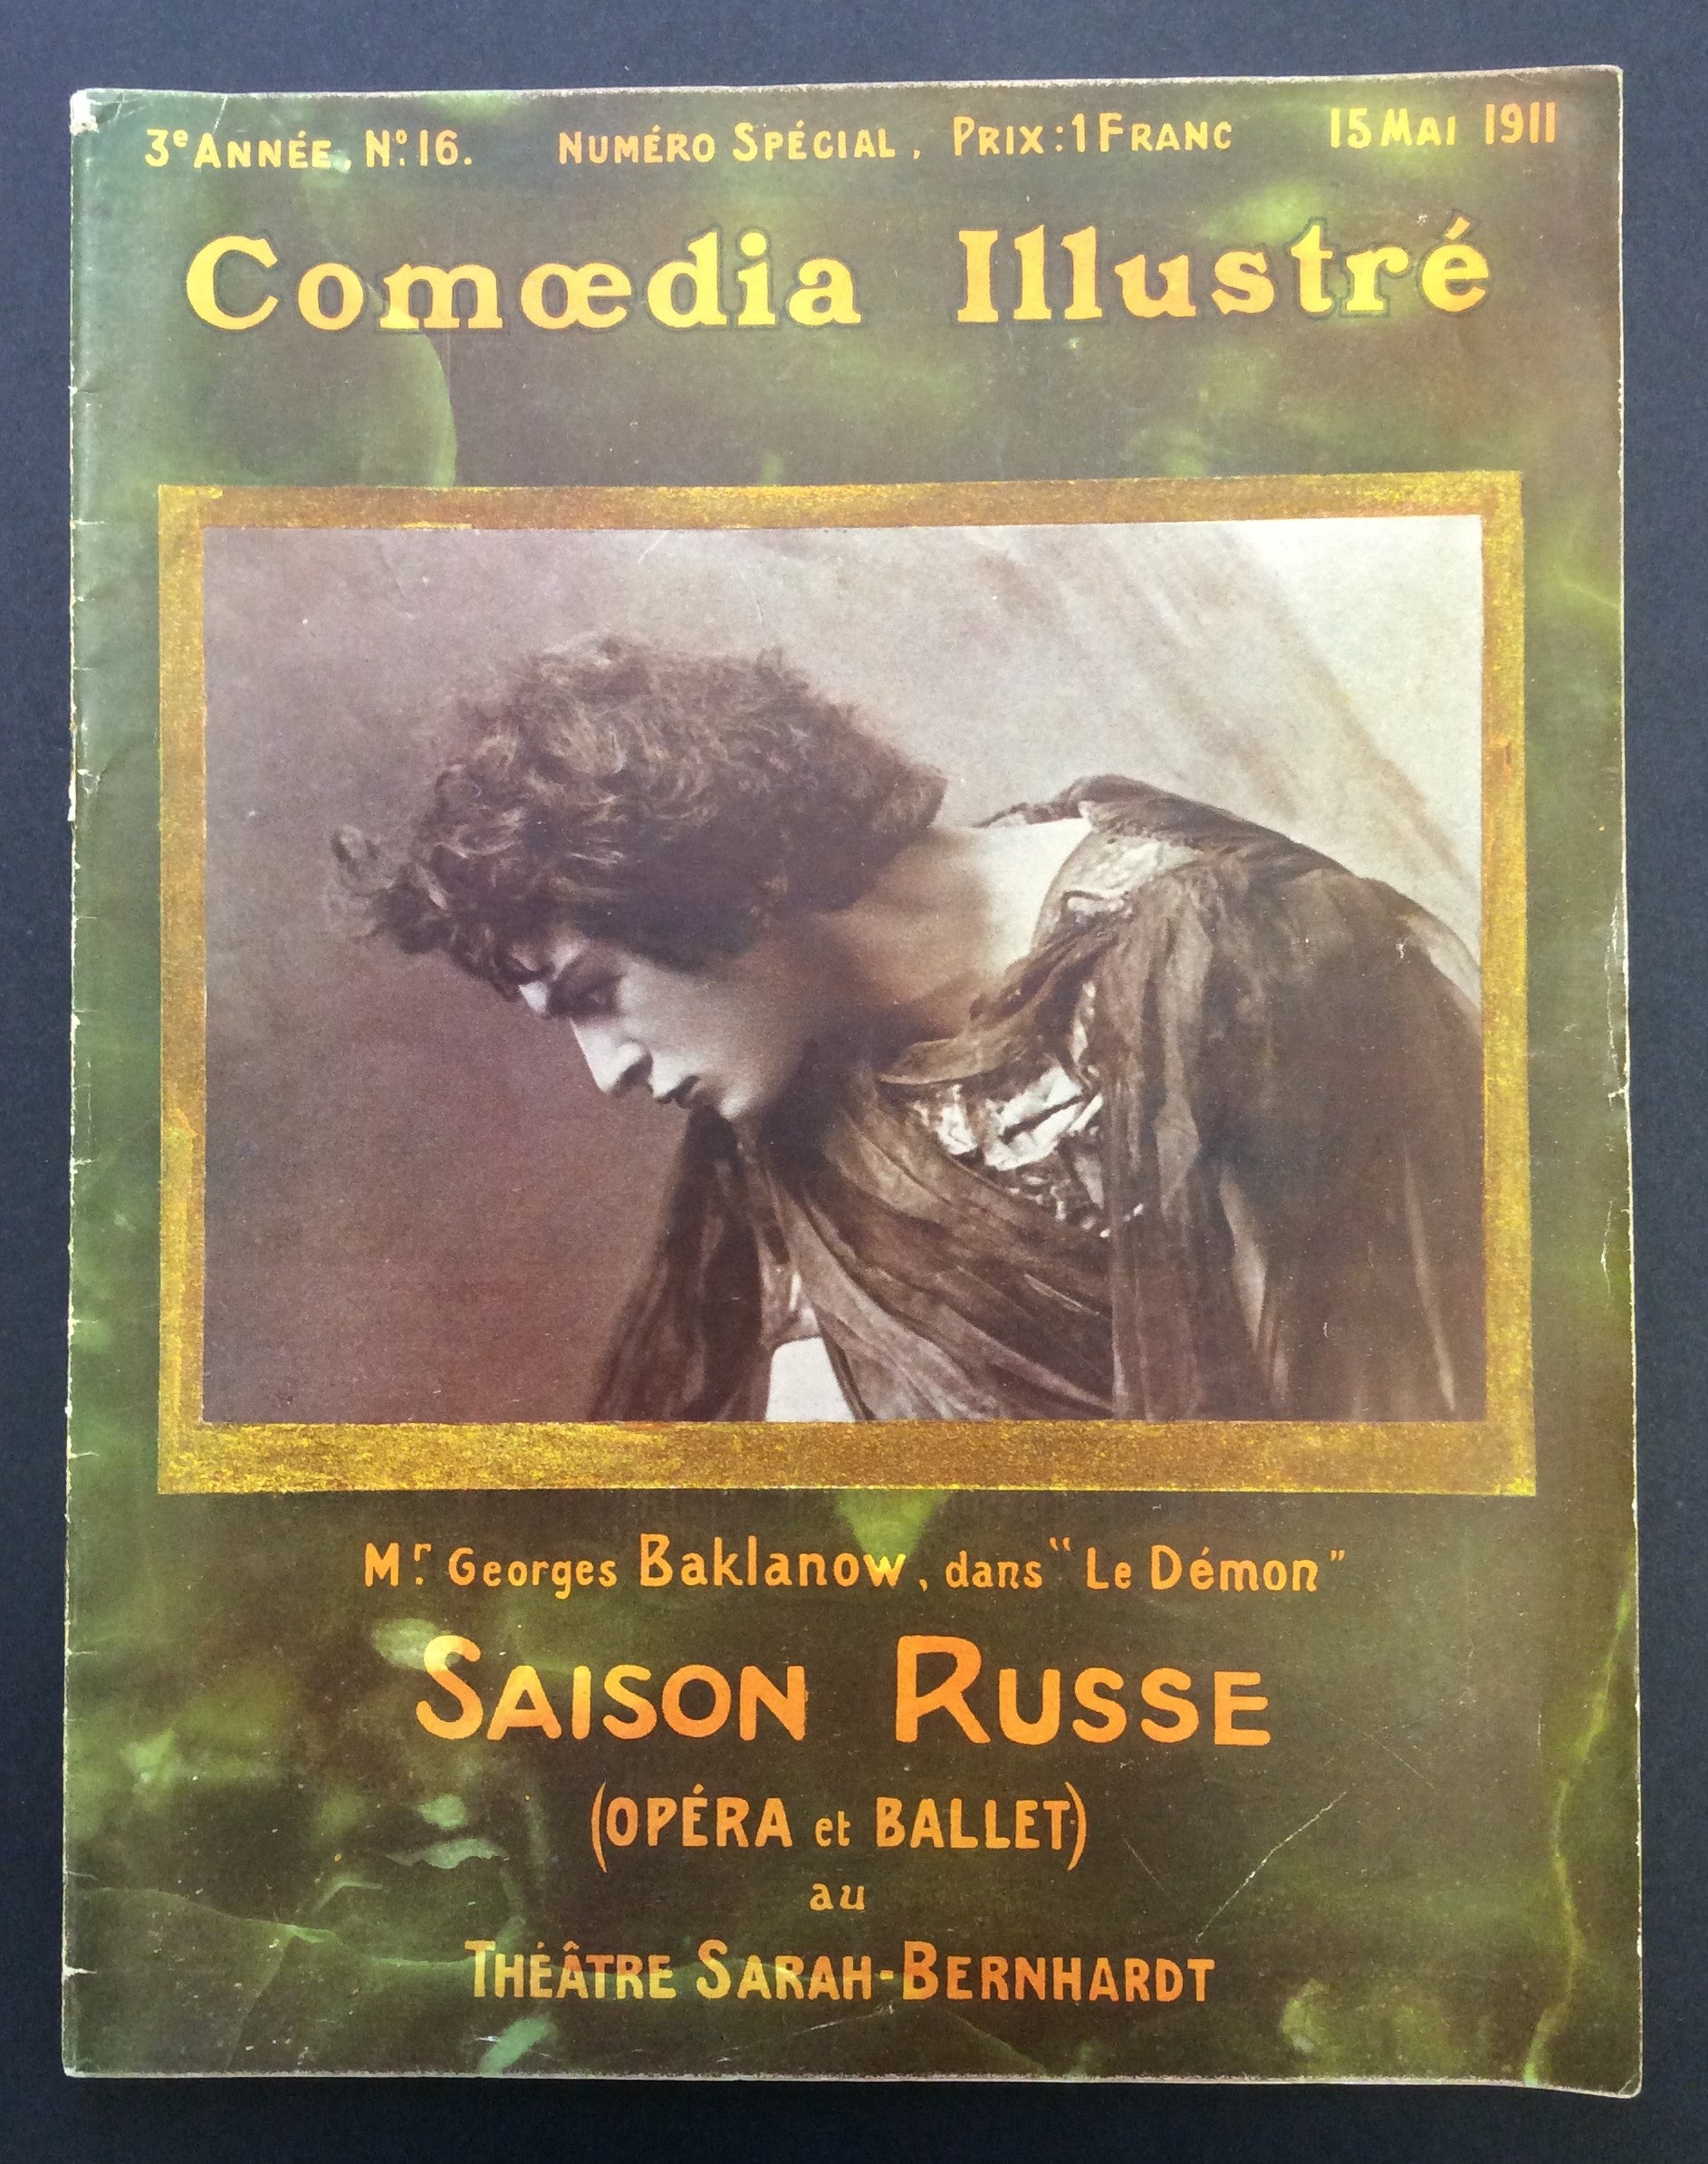 3e ANNÉE, No. 16. NUMÉRO SPÉCIAL, PRIX: 1 FRANC 15 MAI 1911
Comœdia Illustré
Mr. Georges Baklanow, dans "Le Démon"
SAISON RUSSE
(OPÉRA et BALLET)
au
THÉÂTRE SARAH-BERNHARDT